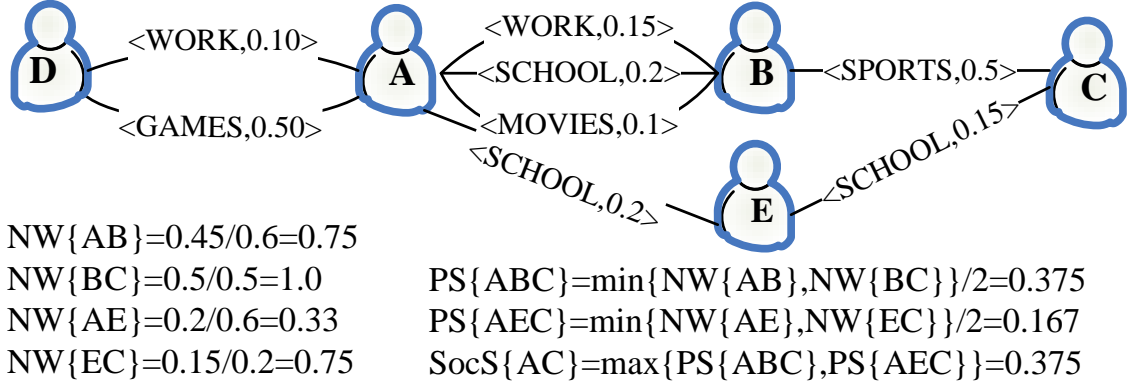 D
<WORK,0.10>
<GAMES,0.50>
A
<WORK,0.15>
<SCHOOL,0.2>
<MOVIES,0.1>
B
<SPORTS,0.5>
C
<SCHOOL,0.2>
E
<SCHOOL,0.15>
NW{AB}=0.45/0.6=0.75
NW{BC}=0.5/0.5=1.0
NW{AE}=0.2/0.6=0.33
NW{EC}=0.15/0.2=0.75
PS{ABC}=min{NW{AB},NW{BC}}/2=0.375
PS{AEC}=min{NW{AE},NW{EC}}/2=0.167
SocS{AC}=max{PS{ABC},PS{AEC}}=0.375